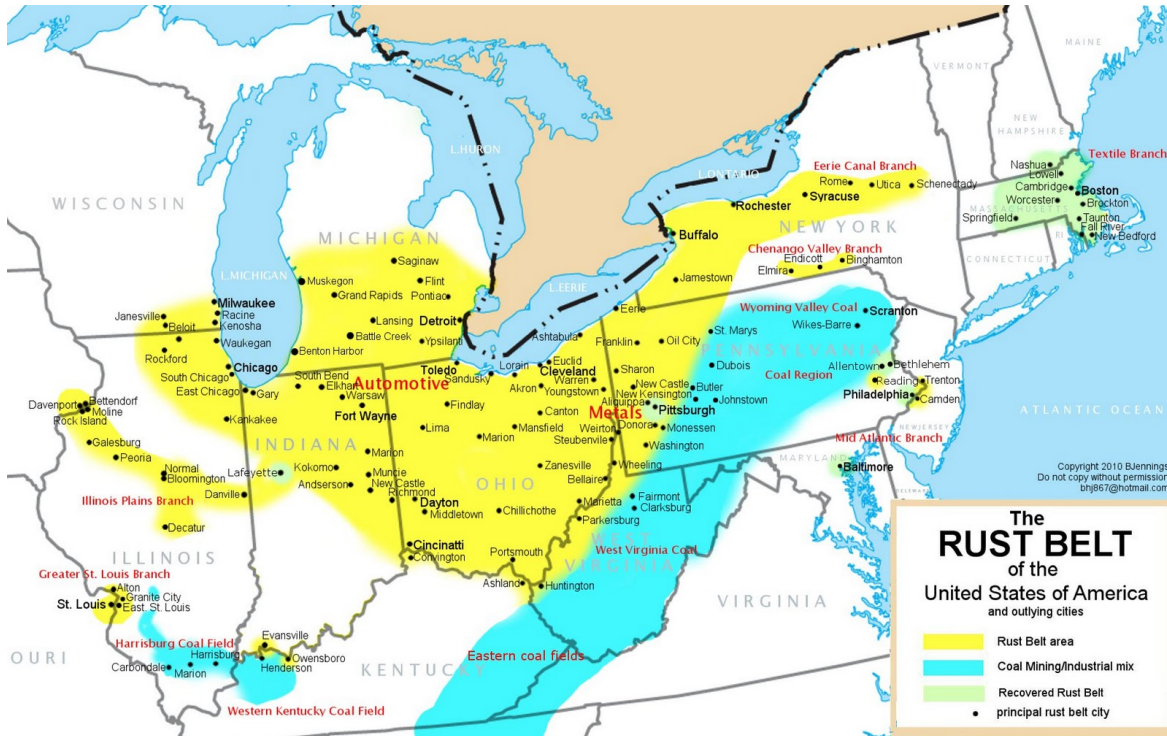 MAINE
VERMONT
NEW
HAMPSHIRE
Textile Branch
L.HURON
L.ONTARIO
Eerie Canal Branch
Nashua
Lowell
Cambridge
Boston
Worcester
MASSACHUSETTS
Brockton
Springfield
Taunton
Fall River
RI
New Bedford
CONNECTICUT
WISCONSIN
MICHIGAN
Rome
Utica
Schenectady
Syracuse
Rochester
NEW YORK
Buffalo
Chenango Valley Branch
Endicott
Binghamton
Elmira
Jamestown
L.MICHIGAN
Saginaw
Muskegon
Flint
Grand Rapids
Pontiac
L.EERIE
Milwaukee
Racine
Kenosha
Janesville
Beloit
Waukegan
Rockford
Lansing
Detroit
Battle Creek
Ypsilanti
Benton Harbor
Eerie
Ashtabula
Wyoming Valley Coal
Scranton
Wikes-Barre
St. Marys
Franklin
Oil City
PENNSYLVANIA
Chicago
South Chicago
East Chicago
Gary
South Bend
Elkhart
Automotive
Warsaw
Fort Wayne
Toledo
Sandusky
Lorain
Euclid
Cleveland
Warren
Akron
Youngstown
Sharon
Dubois
Coal Region
Allentown
Bethlehem
Reading
Trenton
Philadelphia
Camden
NEW JERSEY
New Castle
Butler
New Kensington
Aliquippa
Johnstown
Metals
Pittsburgh
Donora
Monessen
Weirton
Washington
Steubenville
Canton
Findlay
Mansfield
Marion
Lima
Kankakee
INDIANA
Davenport
Bettendorf
Moline
Rock Island
Galesburg
Peoria
Normal
Bloomington
Lafeyette
Kokomo
Marion
Muncie
Andserson
New Castle
Richmond
Danville
Illinois Plains Branch
Decatur
ILLINOIS
OHIO
Zanesville
Wheeling
Bellaire
Dayton
Middletown
Chillichothe
Marietta
Parkersburg
Fairmont
Clarksburg
Mid Atlantic Branch
MARYLAND
Baltimore
DELAWARE
ATLANTIC OCEAN
Cincinatti
Convington
Portsmouth
Ashland
Huntington
WEST
VIRGINIA
West Virginia Coal
VIRGINIA
Greater St. Louis Branch
Alton
Granite City
St. Louis
East. St. Louis
Harrisburg Coal Field
Harrisburg
Carbondale
Marion
Evansville
Owensboro
Henderson
OURI
KENTUCKY
Eastern coal fields
Western Kentucky Coal Field
Copyright 2010 BJennings
Do not copy without permission
bhj867@hotmail.com
The
RUST BELT
of the
United States of America
and outlying cities
Rust Belt area
Coal Mining/Industrial mix
Recovered Rust Belt
principal rust belt city